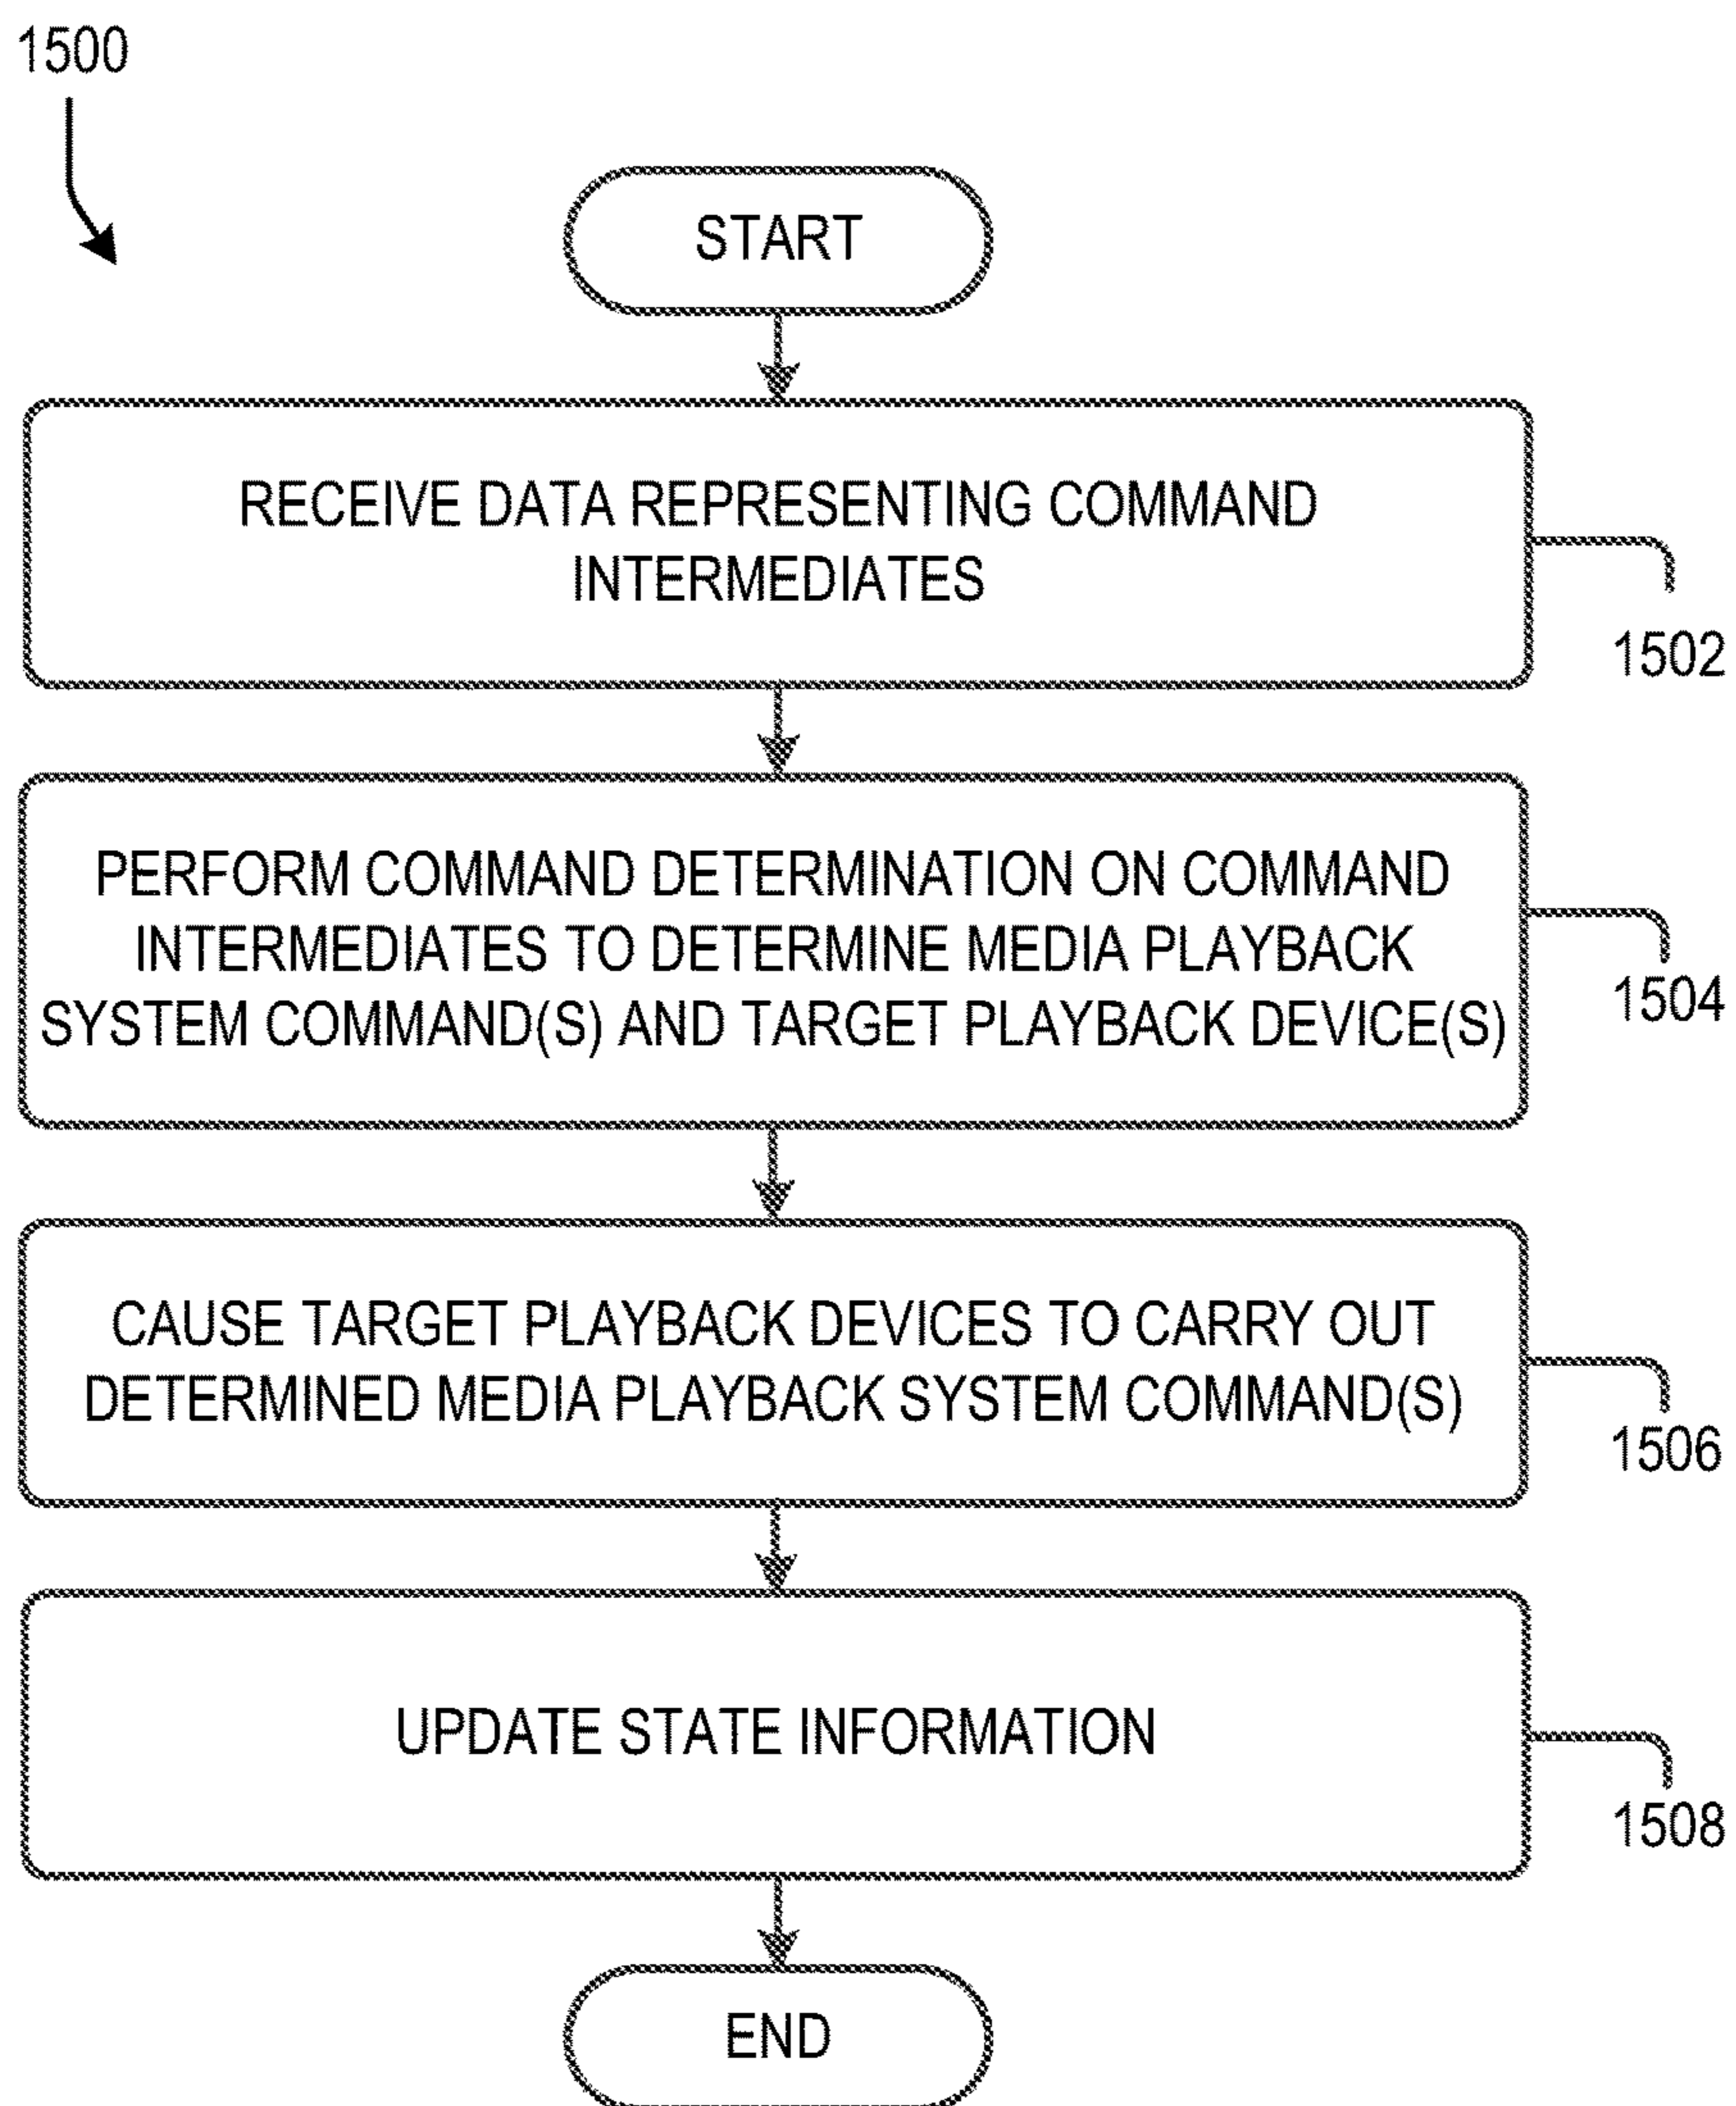 1500
START
RECEIVE DATA REPRESENTING COMMAND
INTERMEDIATES
1502
PERFORM COMMAND DETERMINATION ON COMMAND
INTERMEDIATES TO DETERMINE MEDIA PLAYBACK
SYSTEM COMMAND(S) AND TARGET PLAYBACK DEVICE(S)
1504
CAUSE TARGET PLAYBACK DEVICES TO CARRY OUT
DETERMINED MEDIA PLAYBACK SYSTEM COMMAND(S)
1506
UPDATE STATE INFORMATION
1508
END